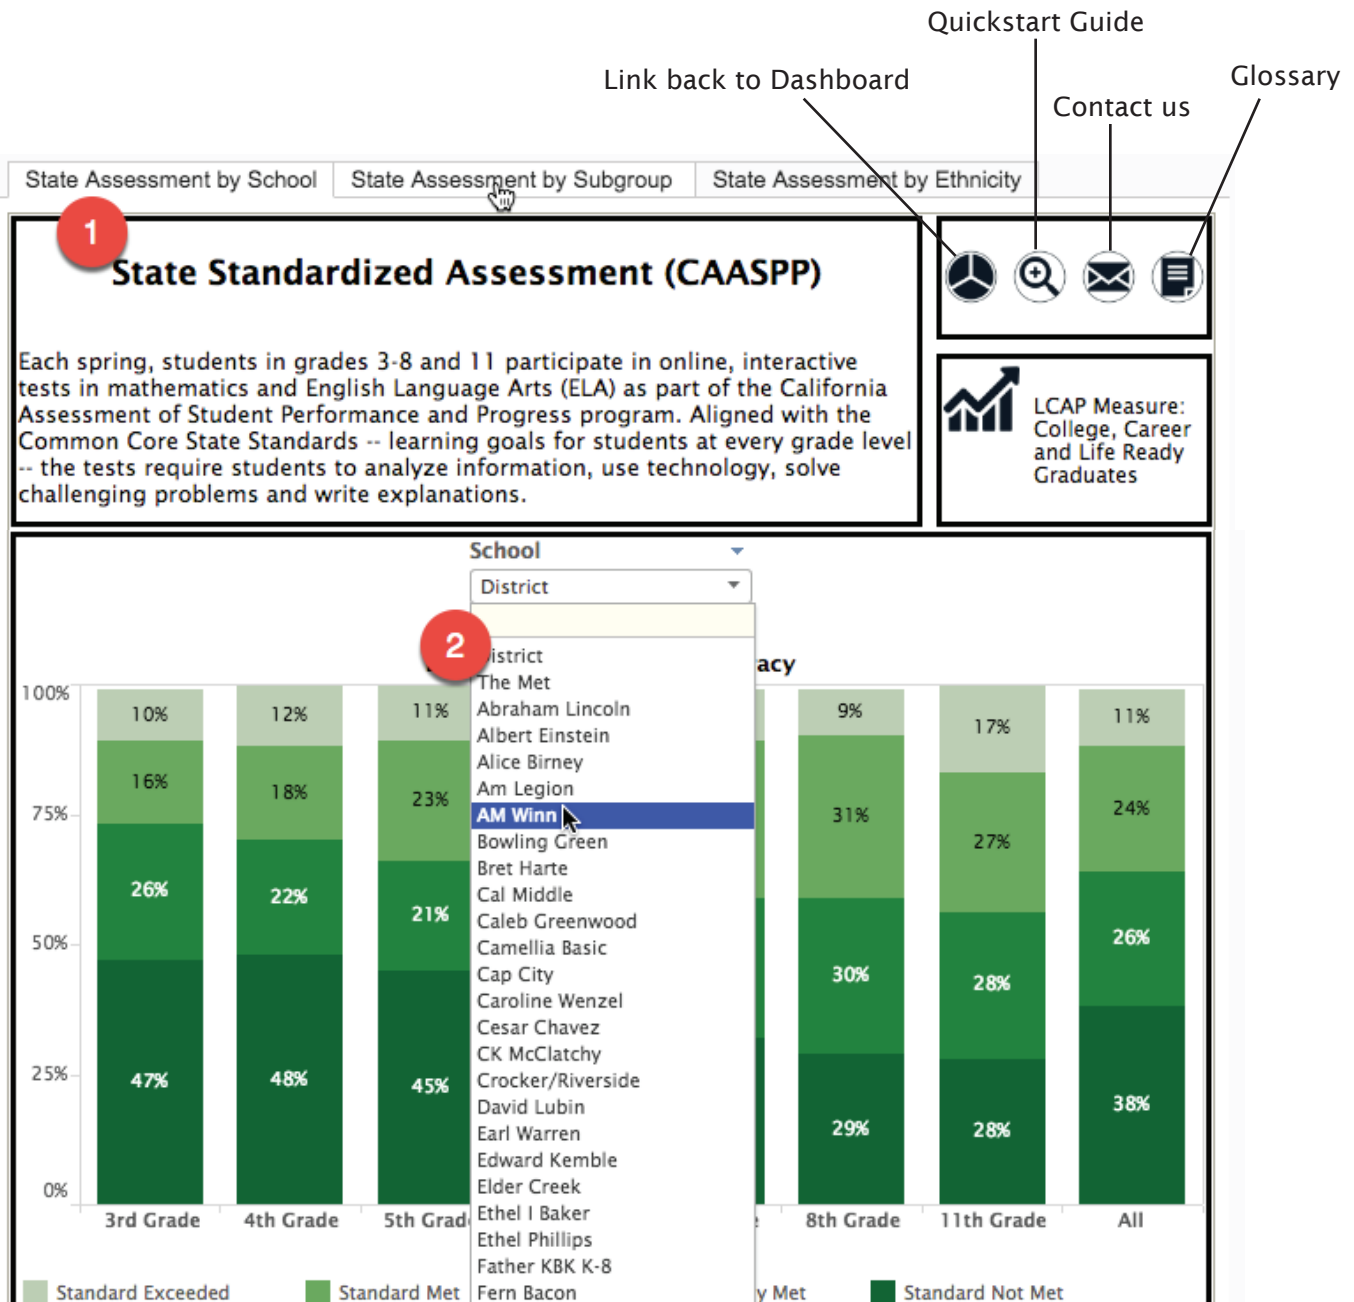 Quickstart Guide
Link back to Dashboard
Glossary
Contact us
State Assessment by School
State Assessment by Subgroup
State Assessment by Ethnicity
1
State Standardized Assessment (CAASPP)
Each spring, students in grades 3-8 and 11 participate in online, interactive
tests in mathematics and English Language Arts (ELA) as part of the California
Assessment of Student Performance and Progress program. Aligned with the
Common Core State Standards -- learning goals for students at every grade level
-- the tests require students to analyze information, use technology, solve
challenging problems and write explanations.
LCAP Measure:
College, Career
and Life Ready
Graduates
School
District
2
istrict
The Met
Abraham Lincoln
Albert Einstein
Alice Birney
Am Legion
AM Winn
Bowling Green
Bret Harte
Cal Middle
Caleb Greenwood
Camellia Basic
Cap City
Caroline Wenzel
Cesar Chavez
CK McClatchy
Crocker/Riverside
David Lubin
Earl Warren
Edward Kemble
Elder Creek
Ethel I Baker
Ethel Phillips
Father KBK K-8
Fern Bacon
acy
100%
75%
50%
25%
0%
10%
16%
26%
47%
12%
18%
22%
48%
11%
23%
21%
45%
9%
31%
30%
29%
17%
27%
28%
28%
11%
24%
26%
38%
3rd Grade
4th Grade
5th Grad
8th Grade
11th Grade
All
Standard Exceeded
Standard Met
y Met
Standard Not Met